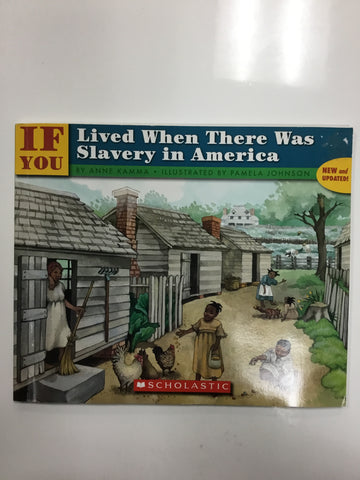 IF
YOU
Lived When There Was
Slavery in America
BY ANNE KAMMA • ILLUSTRATED BY PAMELA JOHNSON
NEW and
UPDATED!
SCHOLASTIC